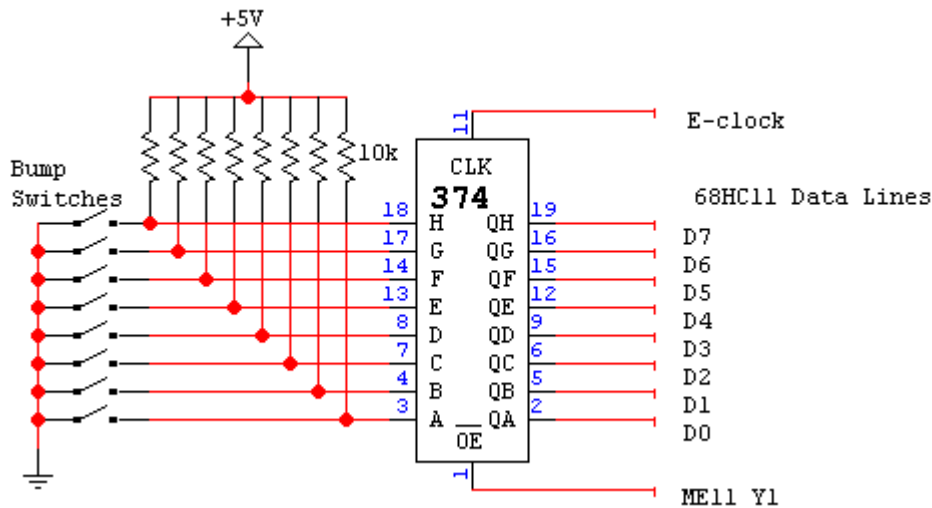 +5V
E-clock
11
10k
CLK
Bump
Switches
374
68HC11 Data Lines
18 H QH 19 D7
17 G QG 16 D6
14 F QF 15 D5
13 E QE 12 D4
8 D QD 9 D3
7 C QC 6 D2
4 B QB 5 D1
3 A QA 2 D0
OE
1
ME11 Y1